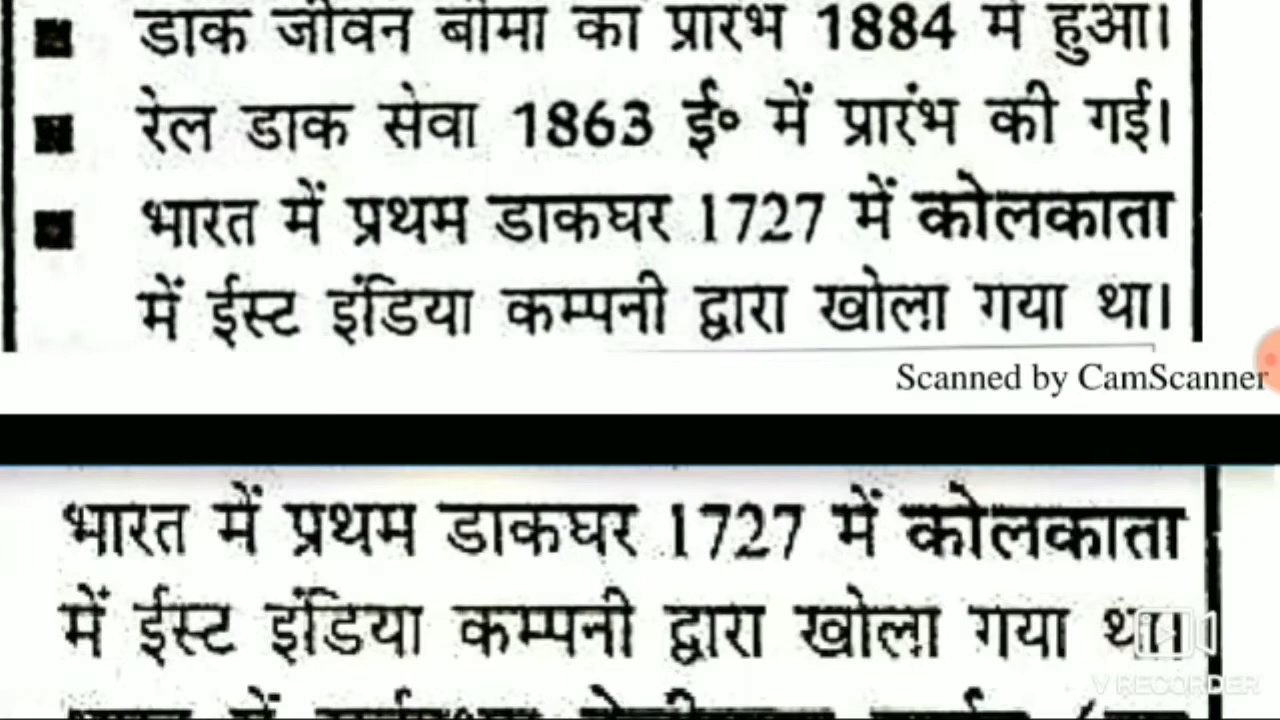 डाक जीवन बीमा का प्रारंभ 1884 में हुआ।
रेल डाक सेवा 1863 ई० में प्रारंभ की गई।
भारत में प्रथम डाकघर 1727 में कोलकाता
में ईस्ट इंडिया कम्पनी द्वारा खोला गया था।
Scanned by CamScanner
भारत में प्रथम डाकघर 1727 में कोलकाता
में ईस्ट इंडिया कम्पनी द्वारा खोला गया था।
V RECORDER